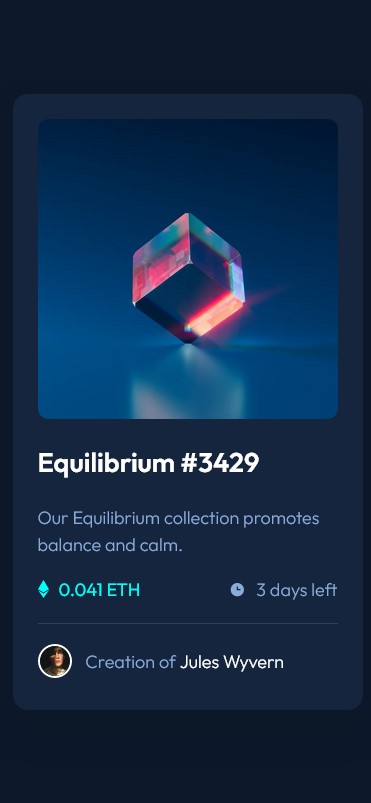 Equilibrium #3429
Our Equilibrium collection promotes
balance and calm.
0.041 ETH
3 days left
Creation of Jules Wyvern